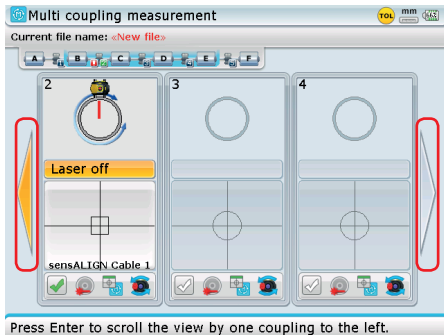 Multi coupling measurement
TOL mm
Current file name: «New file»
A B C D E F
2 3 4
Laser off
sensALIGN Cable 1
Press Enter to scroll the view by one coupling to the left.